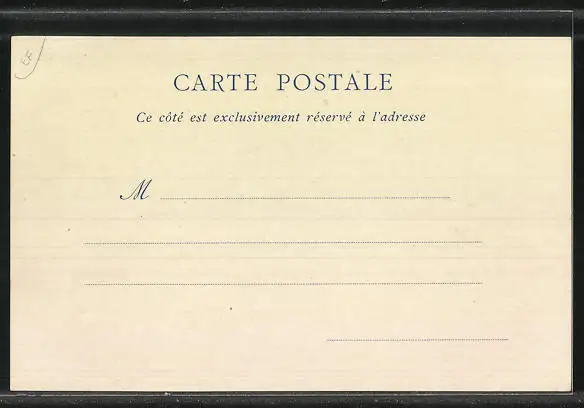 CARTE POSTALE
Ce côté est exclusivement réservé à l'adresse
M